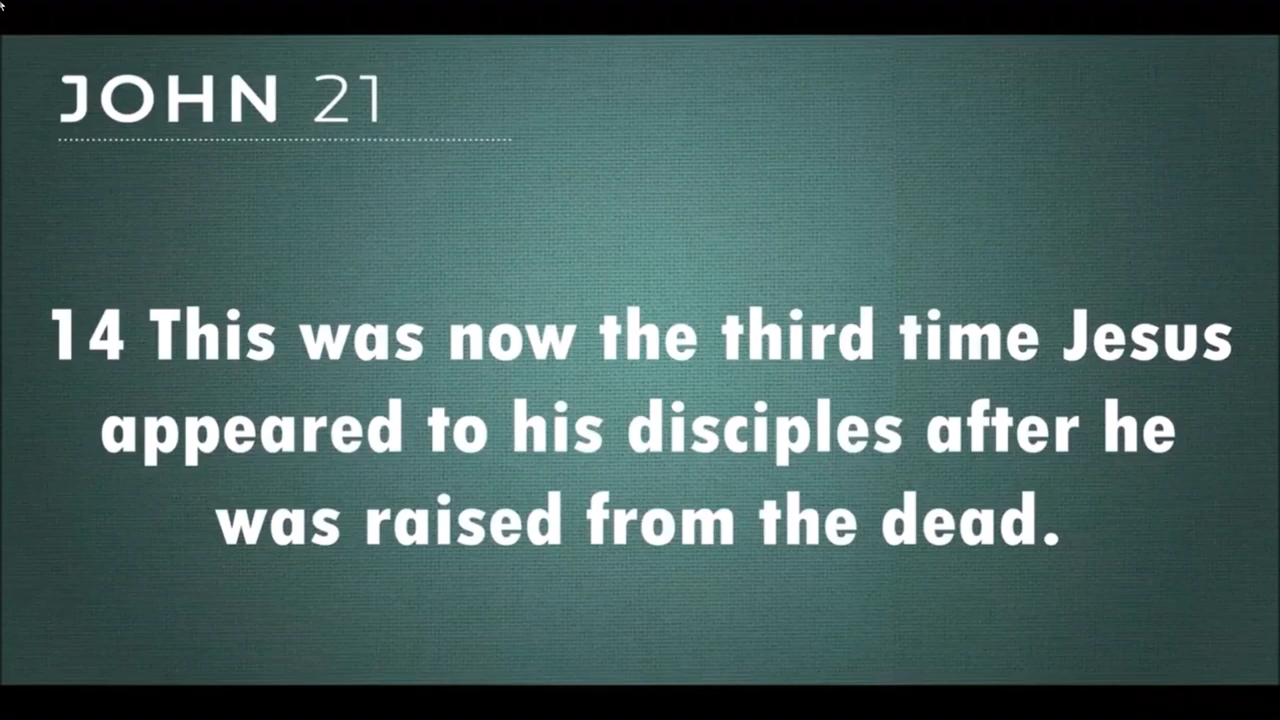 JOHN 21
14 This was now the third time Jesus
appeared to his disciples after he
was raised from the dead.